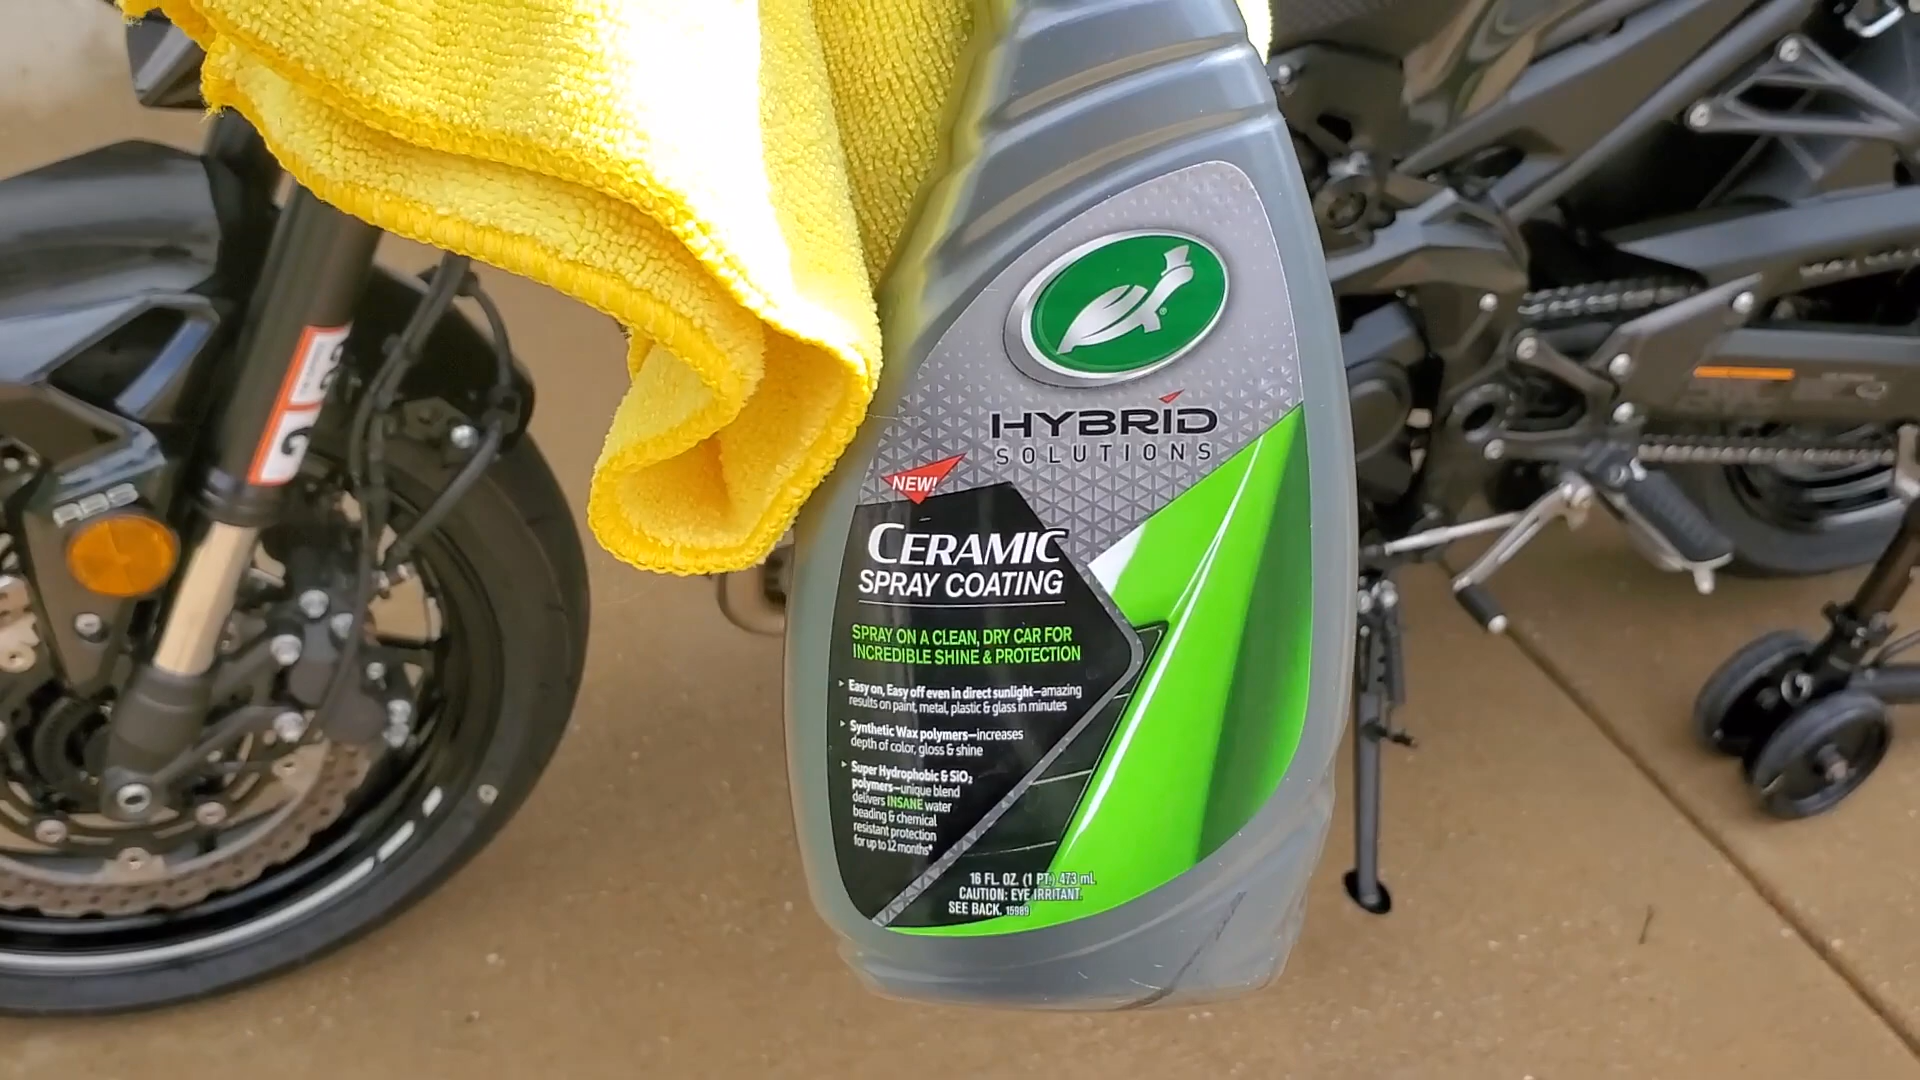 HYBRID
SOLUTIONS
NEW!
CERAMIC
SPRAY COATING
SPRAY ON A CLEAN, DRY CAR FOR
INCREDIBLE SHINE & PROTECTION
Easy on, Easy off even in direct sunlight—amazing
results on paint, metal, plastic & glass in minutes
Synthetic Wax polymers—increases
depth of color, gloss & shine
Super Hydrophobic & SiO₂
polymers—unique blend
delivers INSANE water
beading & chemical
resistant protection
for up to 12 months*
16 FL. OZ. (1 PT.) 473 mL
CAUTION: EYE IRRITANT.
SEE BACK. 15989
ABS